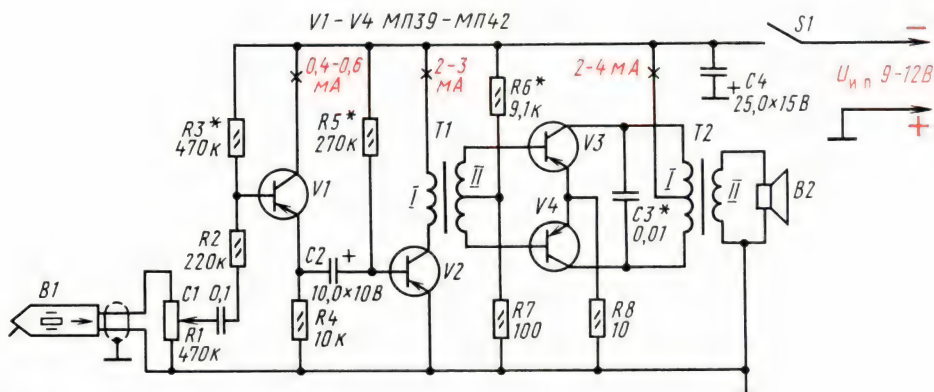 V1-V4 МП39-МП42
S1
−
0,4-0,6
мА
2-3
мА
2-4 мА
R6*
9,1к
+ C4
25,0×15В
Uип 9-12В
+
R3*
470к
R5*
270к
T1
I
II
V3
V4
T2
I
II
B2
V1
C3*
0,01
R2
220к
C2 +
10,0×10В
V2
B1
C1 0,1
R1
470к
R4
10к
R7
100
R8
10